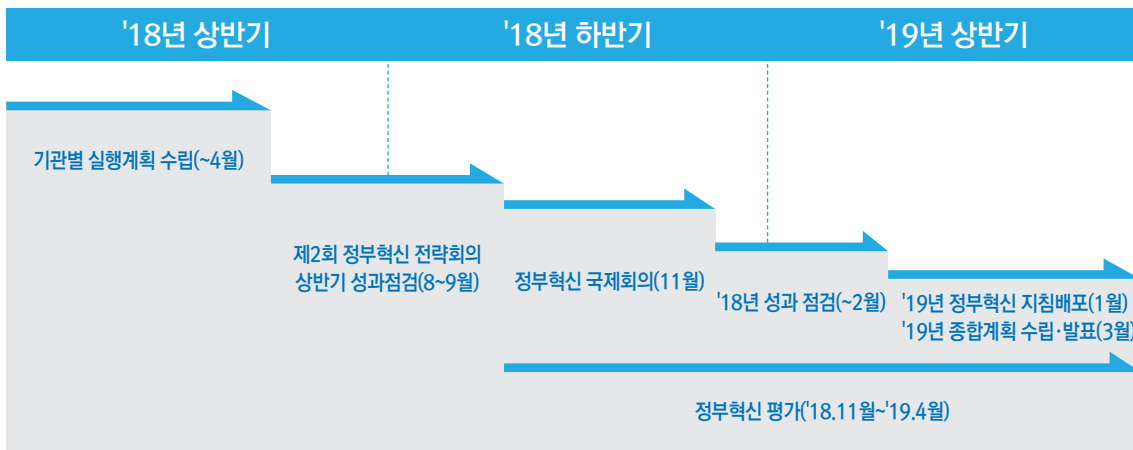 '18년 상반기
'18년 하반기
'19년 상반기
기관별 실행계획 수립(~4월)
제2회 정부혁신 전략회의
상반기 성과점검(8~9월)
정부혁신 국제회의(11월)
'18년 성과 점검(~2월)
'19년 정부혁신 지침배포(1월)
'19년 종합계획 수립·발표(3월)
정부혁신 평가('18.11월~'19.4월)